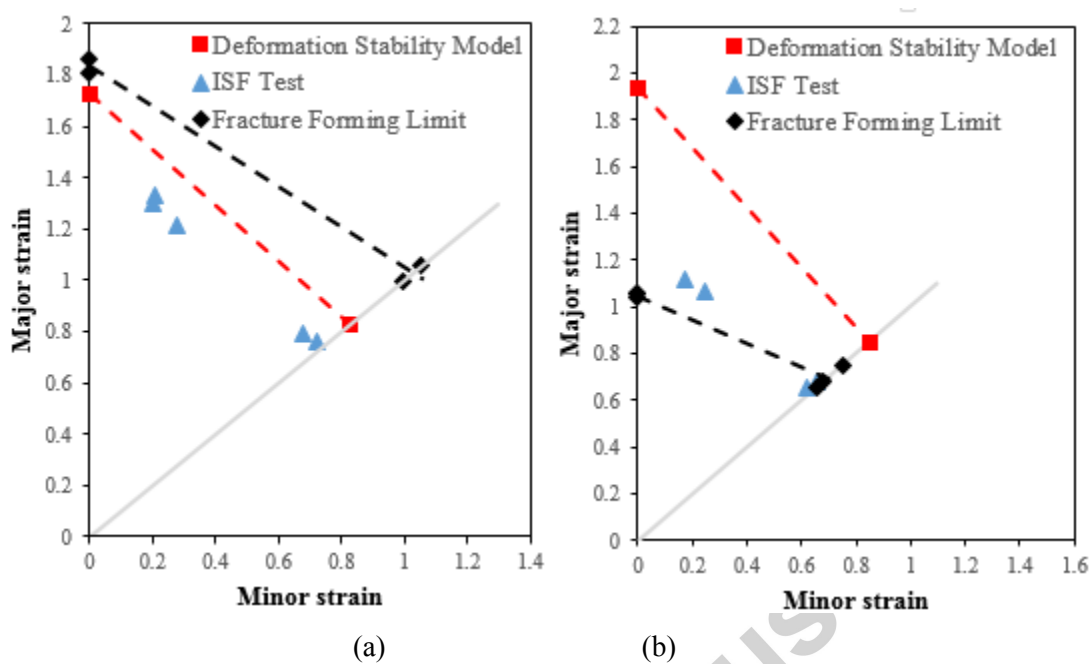 2
1.8
1.6
1.4
1.2
1
0.8
0.6
0.4
0.2
0
Major strain
Deformation Stability Model
ISF Test
Fracture Forming Limit
0 0.2 0.4 0.6 0.8 1 1.2 1.4
Minor strain
(a)
2.2
2
1.8
1.6
1.4
1.2
1
0.8
0.6
0.4
0.2
0
Major strain
Deformation Stability Model
ISF Test
Fracture Forming Limit
0 0.2 0.4 0.6 0.8 1 1.2 1.4 1.6
Minor strain
(b)
us